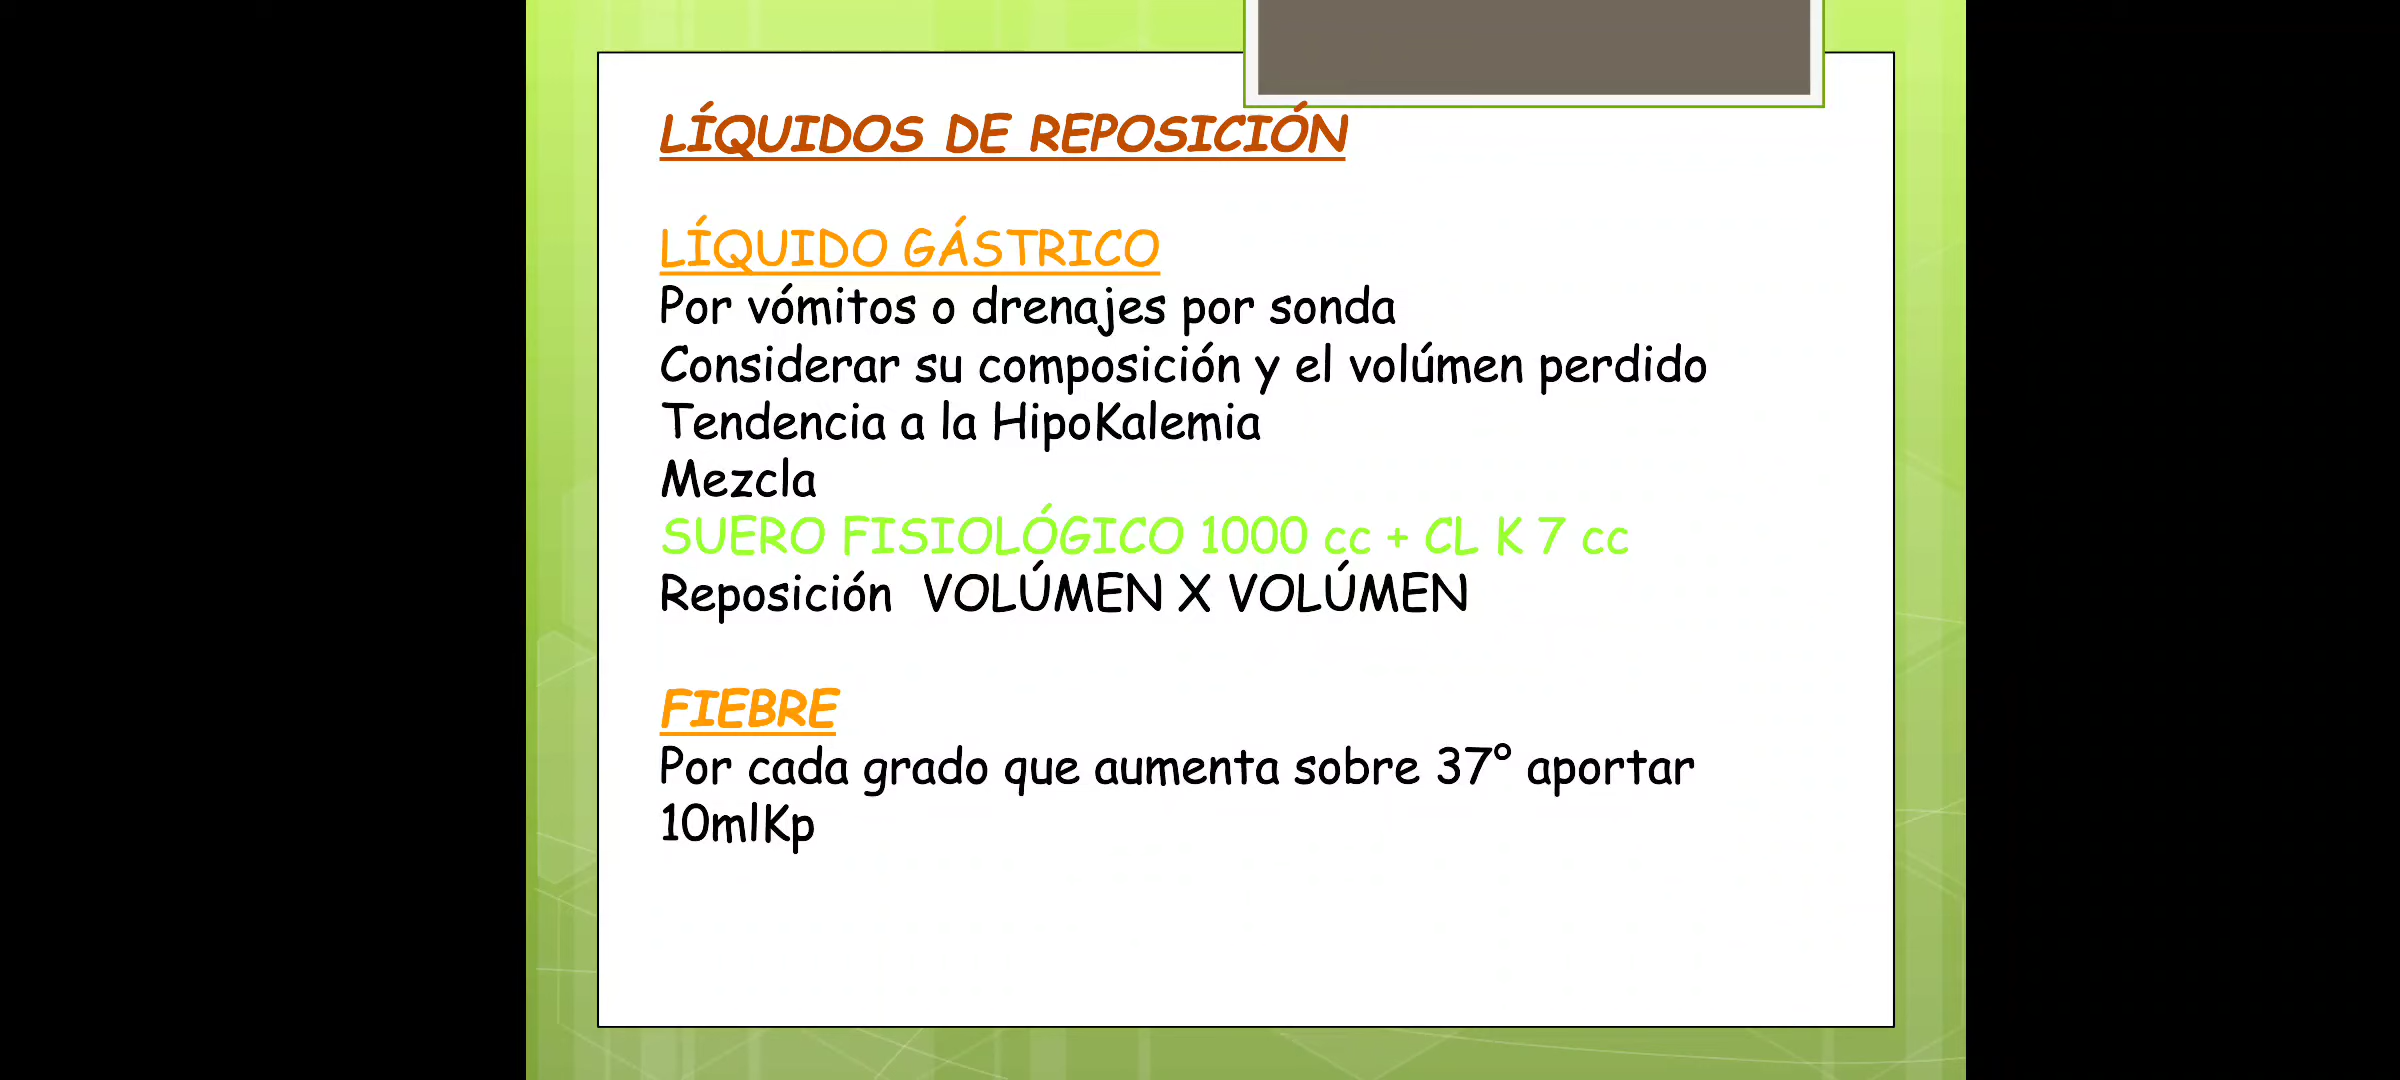 LÍQUIDOS DE REPOSICIÓN
LÍQUIDO GÁSTRICO
Por vómitos o drenajes por sonda
Considerar su composición y el volúmen perdido
Tendencia a la HipoKalemia
Mezcla
SUERO FISIOLÓGICO 1000 cc + CL K 7 cc
Reposición VOLÚMEN X VOLÚMEN
FIEBRE
Por cada grado que aumenta sobre 37° aportar
10mlKp